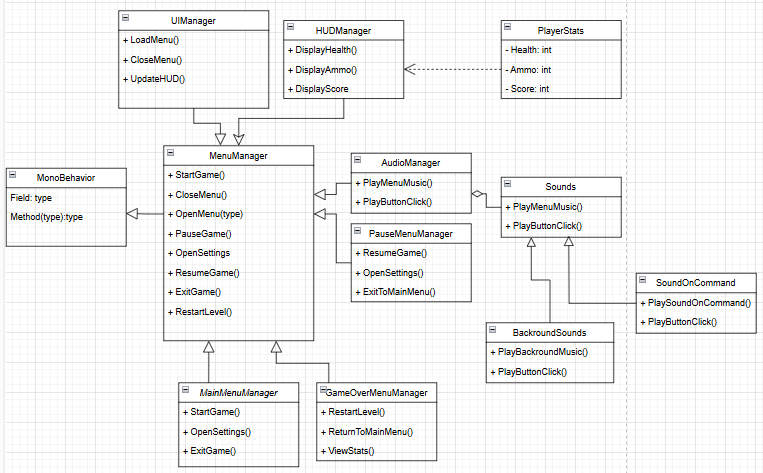 UIManager
+ LoadMenu()
+ CloseMenu()
+ UpdateHUD()
HUDManager
+ DisplayHealth()
+ DisplayAmmo()
+ DisplayScore
PlayerStats
- Health: int
- Ammo: int
- Score: int
MonoBehavior
Field: type
Method(type):type
MenuManager
+ StartGame()
+ CloseMenu()
+ OpenMenu(type)
+ PauseGame()
+ OpenSettings
+ ResumeGame()
+ ExitGame()
+ RestartLevel()
AudioManager
+ PlayMenuMusic()
+ PlayButtonClick()
Sounds
+ PlayMenuMusic()
+ PlayButtonClick()
PauseMenuManager
+ ResumeGame()
+ OpenSettings()
+ ExitToMainMenu()
SoundOnCommand
+ PlaySoundOnCommand()
+ PlayButtonClick()
BackroundSounds
+ PlayBackroundMusic()
+ PlayButtonClick()
MainMenuManager
+ StartGame()
+ OpenSettings()
+ ExitGame()
GameOverMenuManager
+ RestartLevel()
+ ReturnToMainMenu()
+ ViewStats()